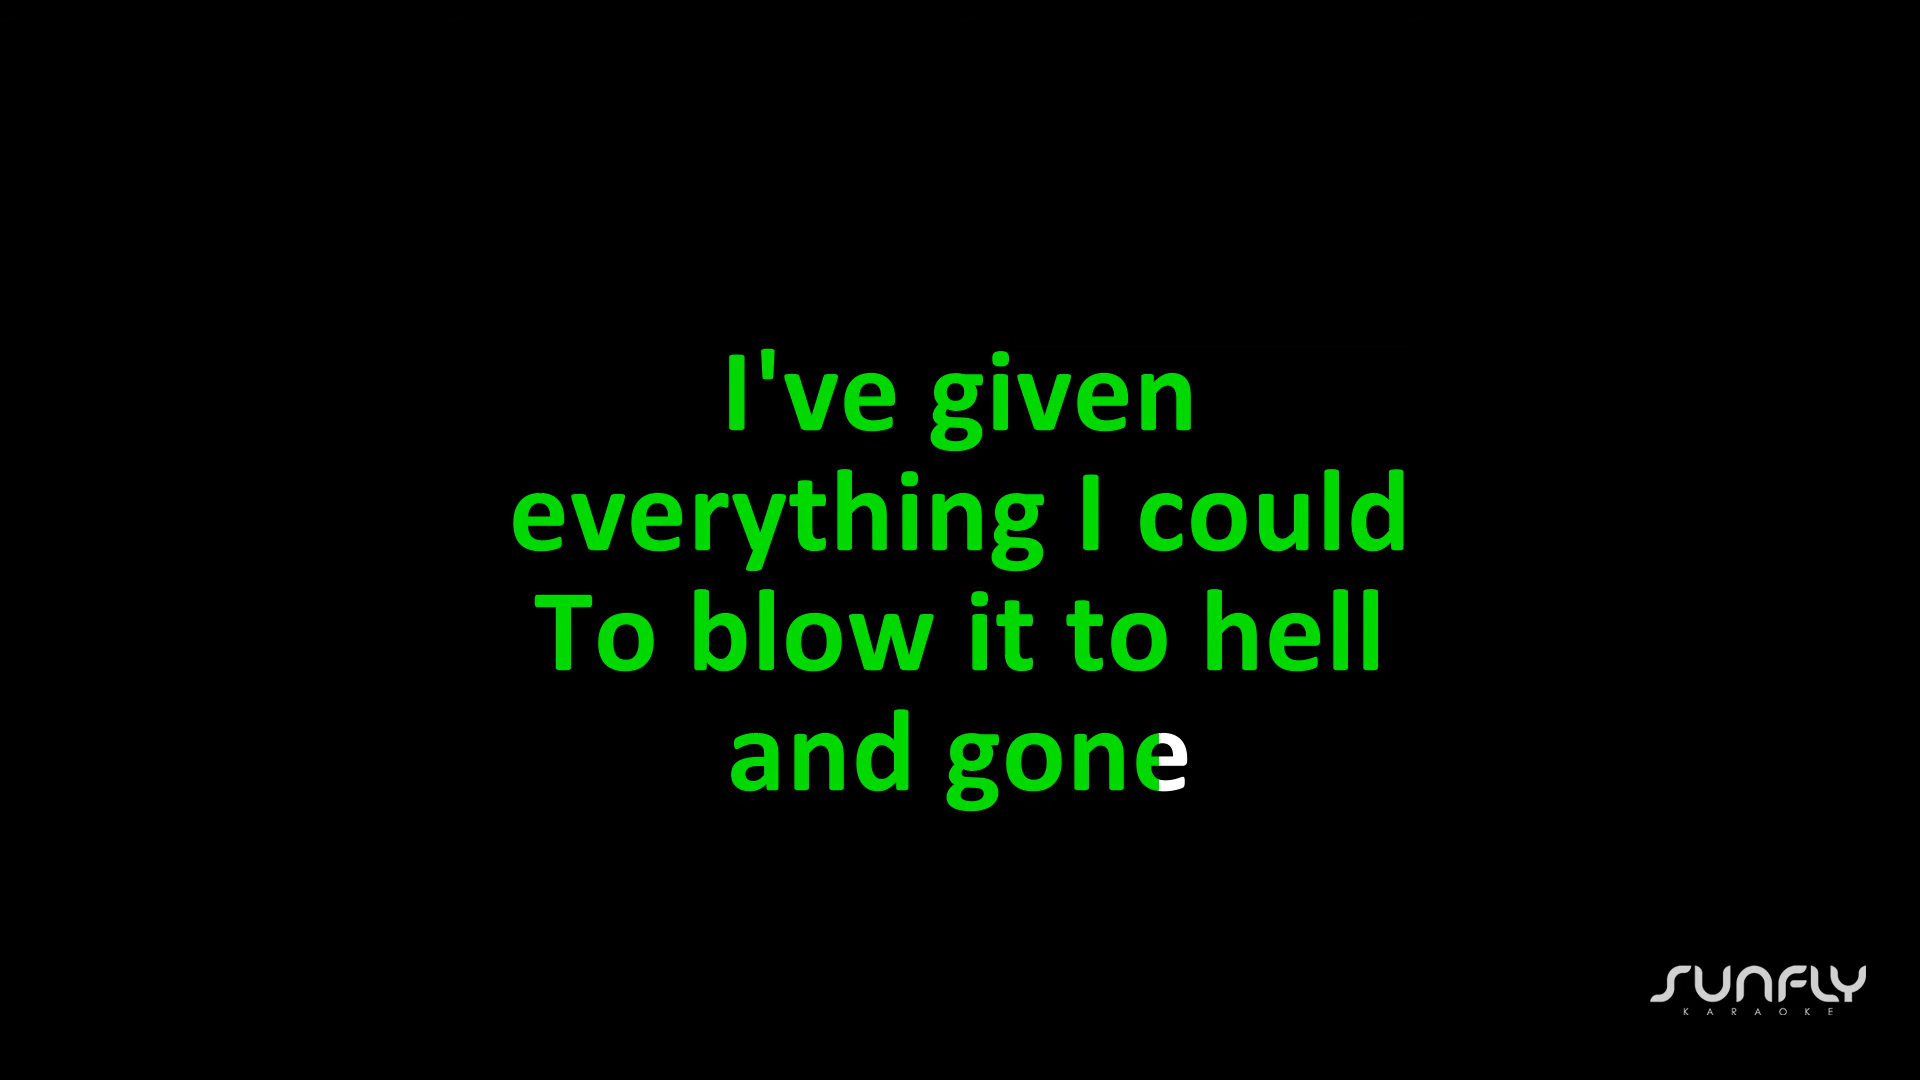 I've given
everything I could
To blow it to hell
and gone
SUNFLY
KARAOKE